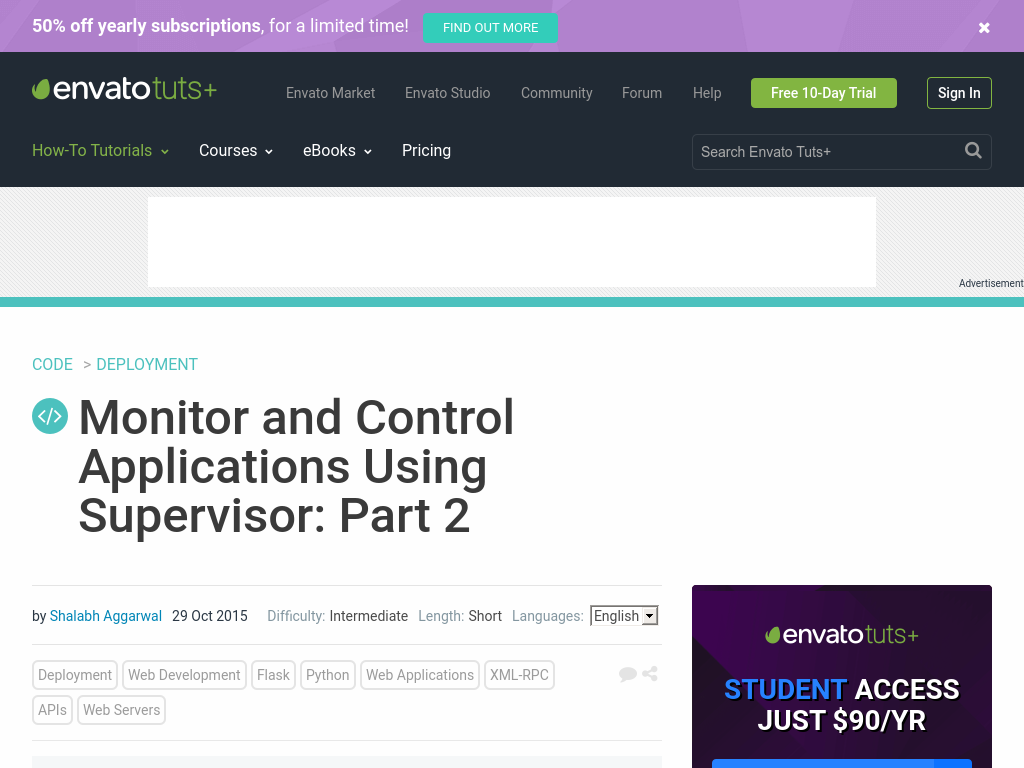 50% off yearly subscriptions, for a limited time! FIND OUT MORE
envatotuts+
Envato Market Envato Studio Community Forum Help Free 10-Day Trial Sign In
How-To Tutorials Courses eBooks Pricing Search Envato Tuts+
Advertisement
CODE > DEPLOYMENT
</> Monitor and Control
Applications Using
Supervisor: Part 2
by Shalabh Aggarwal 29 Oct 2015 Difficulty: Intermediate Length: Short Languages: English
Deployment Web Development Flask Python Web Applications XML-RPC
APIs Web Servers
envatotuts+
STUDENT ACCESS
JUST $90/YR